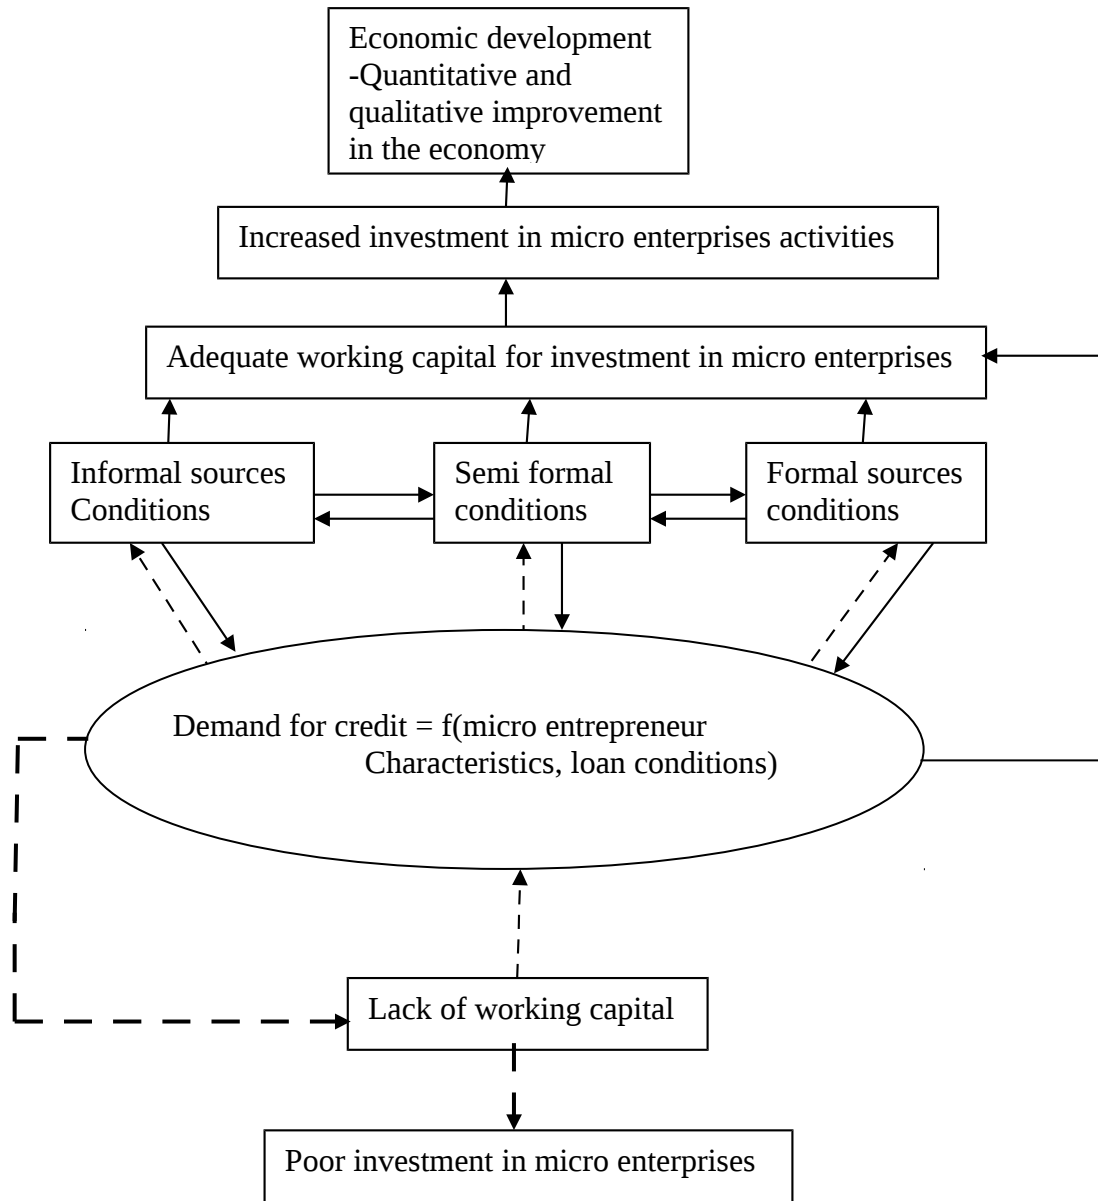 Economic development
-Quantitative and
qualitative improvement
in the economy
Increased investment in micro enterprises activities
Adequate working capital for investment in micro enterprises
Informal sources
Conditions
Semi formal
conditions
Formal sources
conditions
Demand for credit = f(micro entrepreneur
Characteristics, loan conditions)
Lack of working capital
Poor investment in micro enterprises